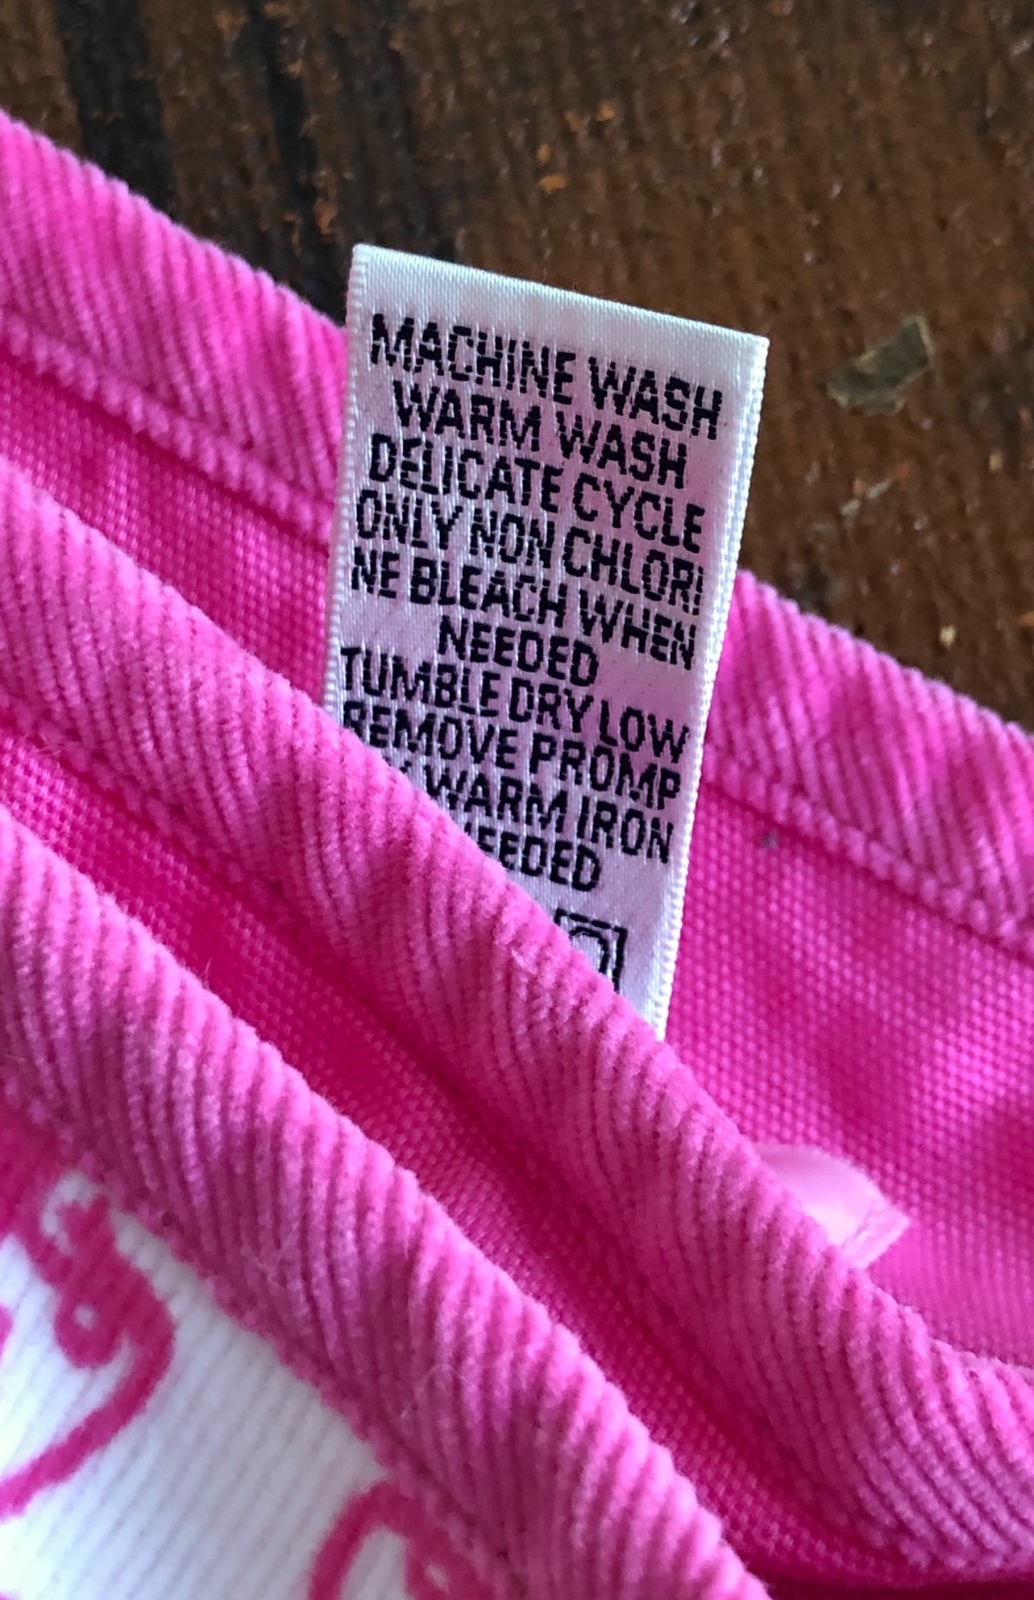 MACHINE WASH
WARM WASH
DELICATE CYCLE
ONLY NON CHLORI
NE BLEACH WHEN
NEEDED
TUMBLE DRY LOW
REMOVE PROMP
WARM IRON
EEDED